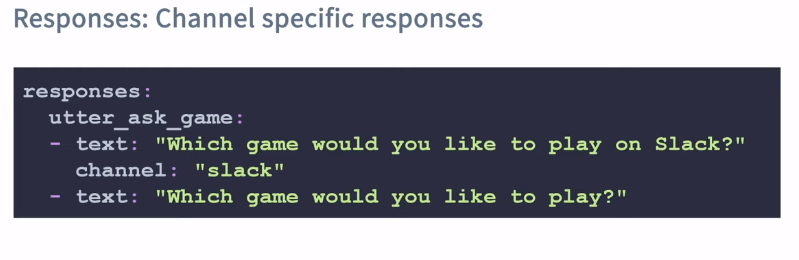 Responses: Channel specific responses
responses:
  utter_ask_game:
  - text: "Which game would you like to play on Slack?"
    channel: "slack"
  - text: "Which game would you like to play?"